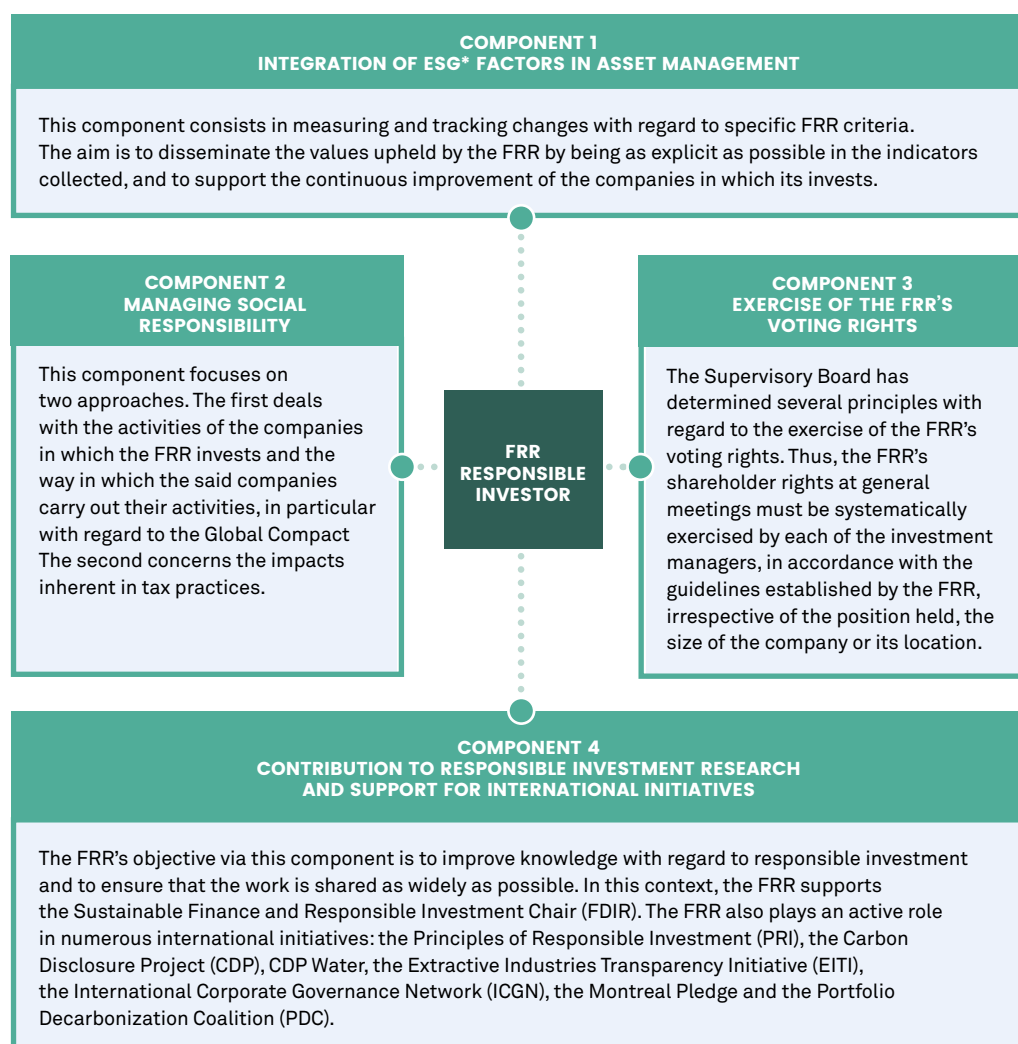 COMPONENT 1
INTEGRATION OF ESG* FACTORS IN ASSET MANAGEMENT
This component consists in measuring and tracking changes with regard to specific FRR criteria.
The aim is to disseminate the values upheld by the FRR by being as explicit as possible in the indicators
collected, and to support the continuous improvement of the companies in which its invests.
COMPONENT 2
MANAGING SOCIAL
RESPONSIBILITY
This component focuses on
two approaches. The first deals
with the activities of the companies
in which the FRR invests and the
way in which the said companies
carry out their activities, in particular
with regard to the Global Compact
The second concerns the impacts
inherent in tax practices.
FRR
RESPONSIBLE
INVESTOR
COMPONENT 3
EXERCISE OF THE FRR'S
VOTING RIGHTS
The Supervisory Board has
determined several principles with
regard to the exercise of the FRR's
voting rights. Thus, the FRR's
shareholder rights at general
meetings must be systematically
exercised by each of the investment
managers, in accordance with the
guidelines established by the FRR,
irrespective of the position held, the
size of the company or its location.
COMPONENT 4
CONTRIBUTION TO RESPONSIBLE INVESTMENT RESEARCH
AND SUPPORT FOR INTERNATIONAL INITIATIVES
The FRR's objective via this component is to improve knowledge with regard to responsible investment
and to ensure that the work is shared as widely as possible. In this context, the FRR supports
the Sustainable Finance and Responsible Investment Chair (FDIR). The FRR also plays an active role
in numerous international initiatives: the Principles of Responsible Investment (PRI), the Carbon
Disclosure Project (CDP), CDP Water, the Extractive Industries Transparency Initiative (EITI),
the International Corporate Governance Network (ICGN), the Montreal Pledge and the Portfolio
Decarbonization Coalition (PDC).